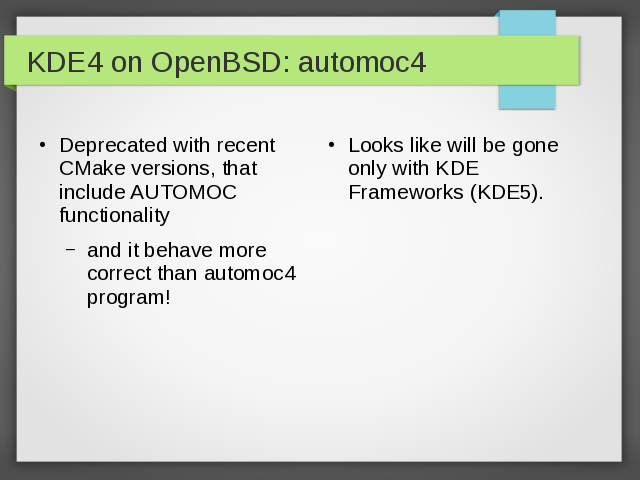 KDE4 on OpenBSD: automoc4
• Deprecated with recent
CMake versions, that
include AUTOMOC
functionality
– and it behave more
correct than automoc4
program!
• Looks like will be gone
only with KDE
Frameworks (KDE5).